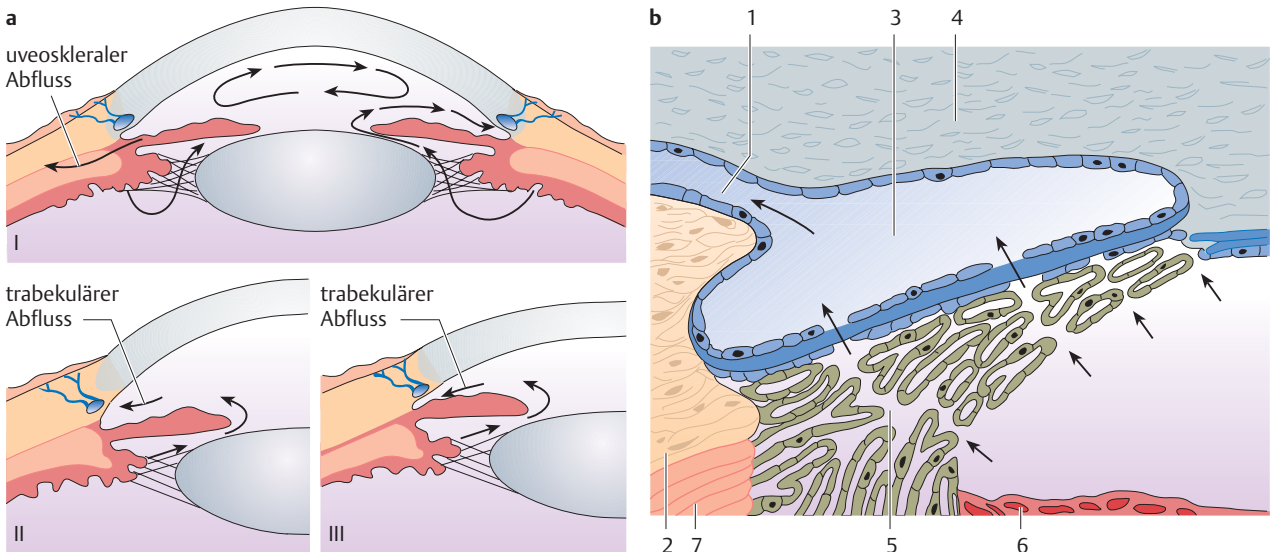 a
uveoskleraler
Abfluss
I
trabekulärer
Abfluss
II
trabekulärer
Abfluss
III
b
1
3
4
2
7
5
6